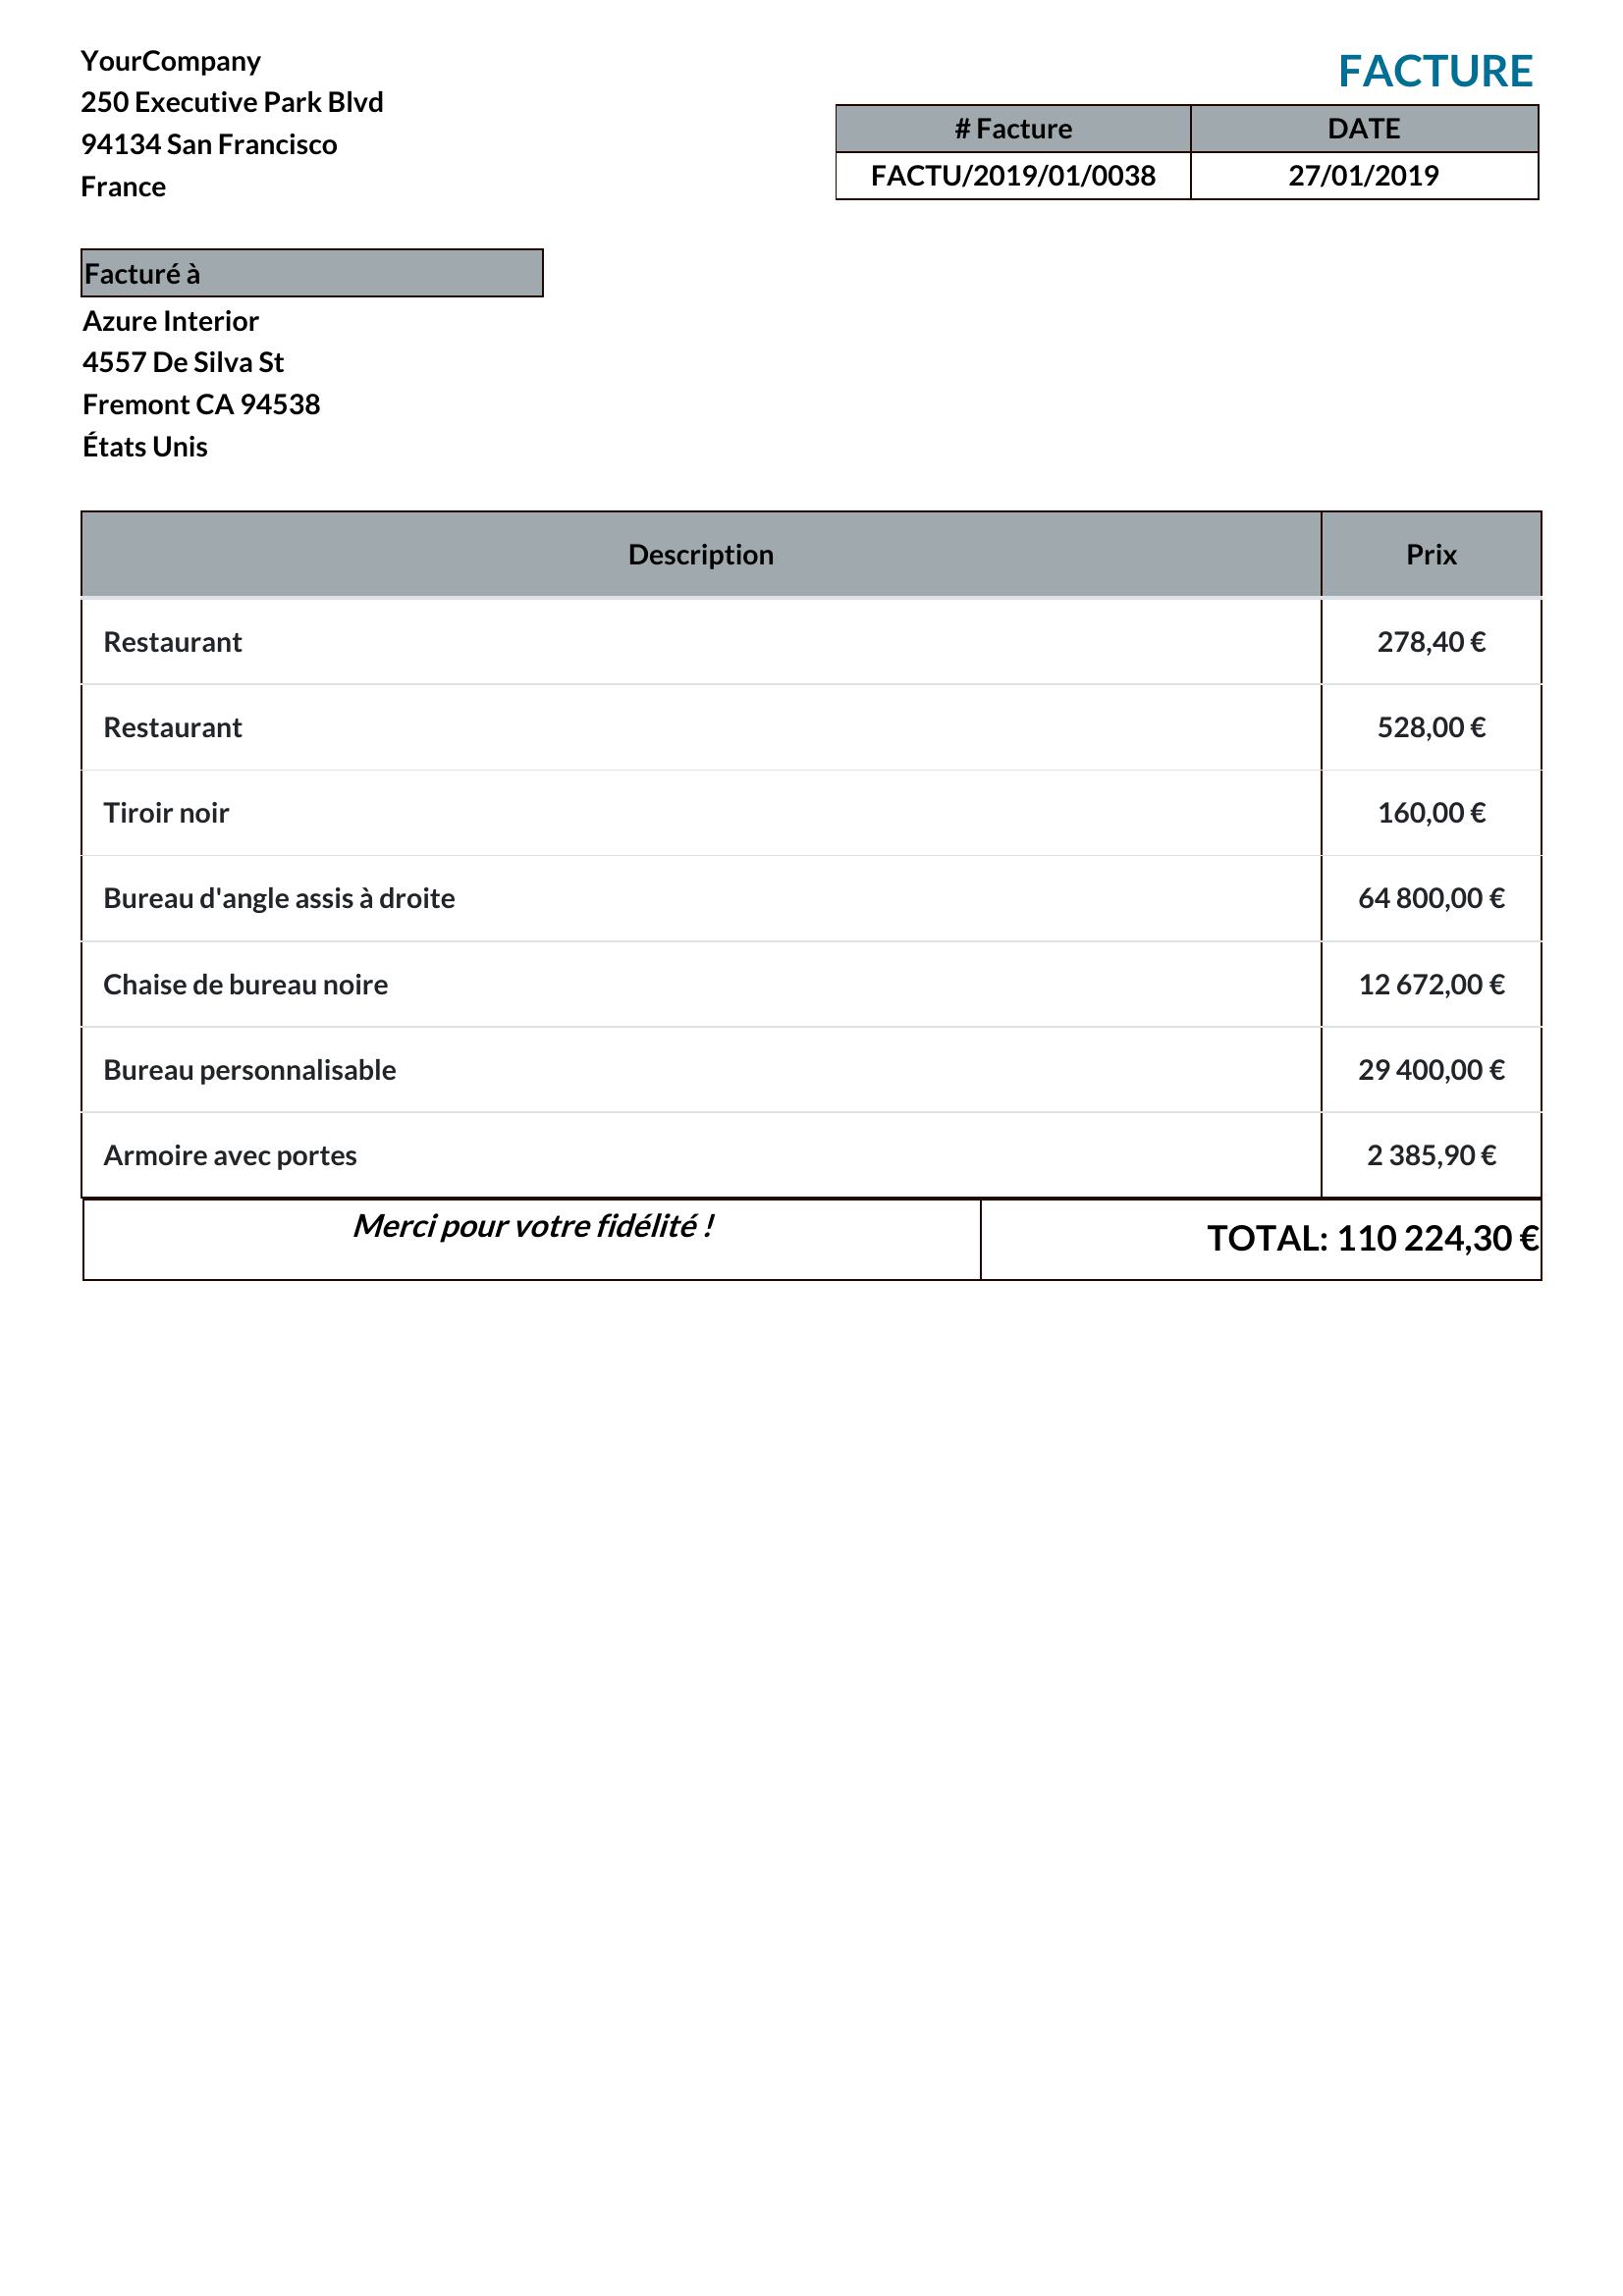 YourCompany
250 Executive Park Blvd
94134 San Francisco
France
FACTURE
# Facture DATE
FACTU/2019/01/0038 27/01/2019
Facturé à
Azure Interior
4557 De Silva St
Fremont CA 94538
États Unis
Description Prix
Restaurant 278,40 €
Restaurant 528,00 €
Tiroir noir 160,00 €
Bureau d'angle assis à droite 64 800,00 €
Chaise de bureau noire 12 672,00 €
Bureau personnalisable 29 400,00 €
Armoire avec portes 2 385,90 €
Merci pour votre fidélité ! TOTAL: 110 224,30 €